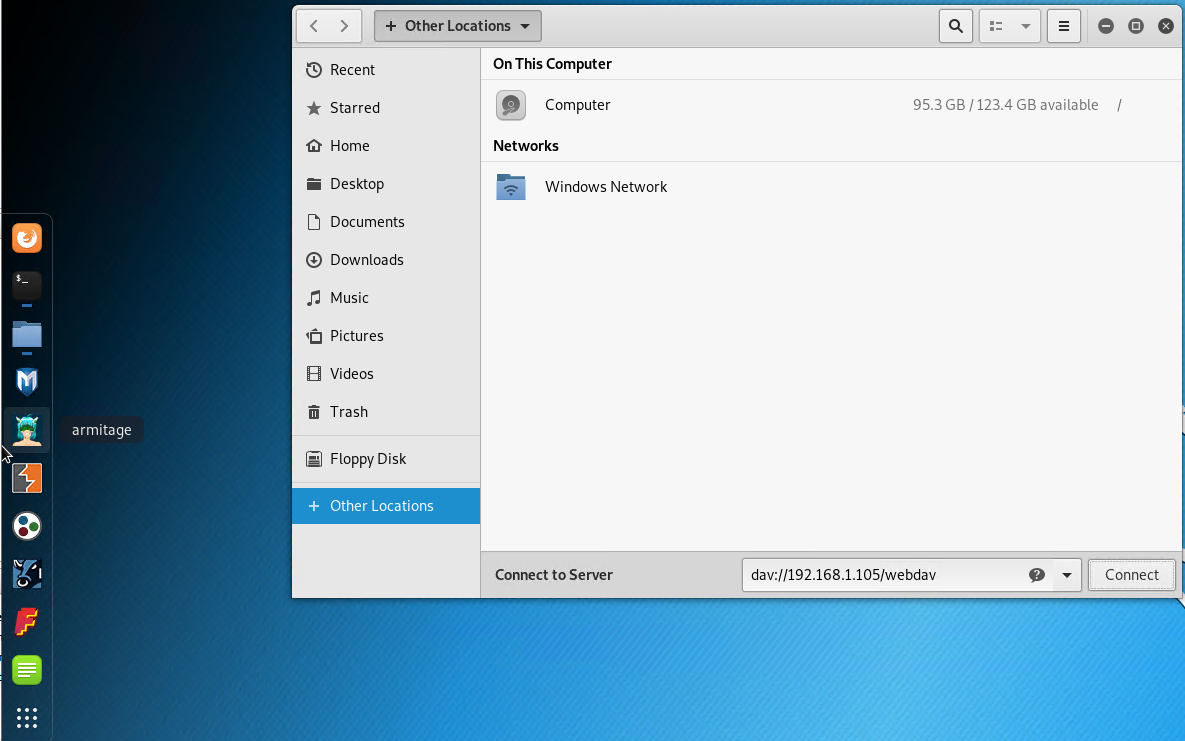 Other Locations
Recent
Starred
Home
Desktop
Documents
Downloads
Music
Pictures
Videos
Trash
Floppy Disk
Other Locations
On This Computer
Computer 95.3 GB / 123.4 GB available /
Networks
Windows Network
Connect to Server dav://192.168.1.105/webdav Connect
$_
armitage